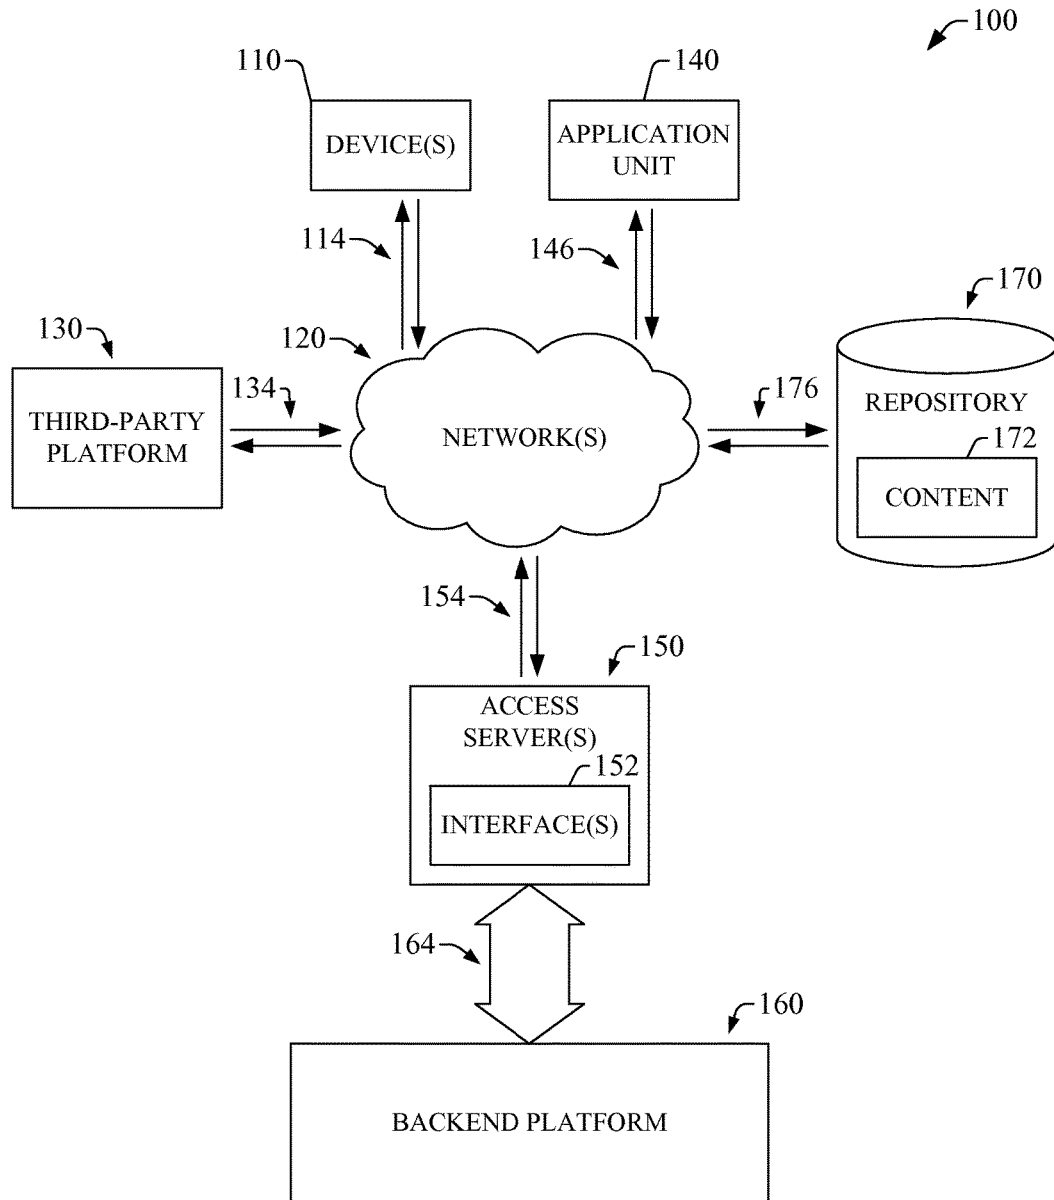 100
110
140
DEVICE(S)
APPLICATION
UNIT
114
146
170
130
120
134
176
THIRD-PARTY
PLATFORM
NETWORK(S)
REPOSITORY
172
CONTENT
154
150
ACCESS
SERVER(S)
152
INTERFACE(S)
164
160
BACKEND PLATFORM